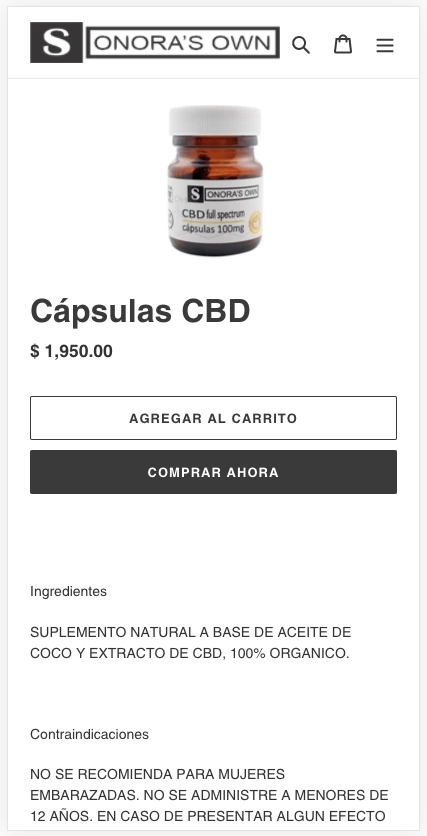 SONORA'S OWN
SONORA'S OWN
CBD full spectrum
cápsulas 100mg
Cápsulas CBD
$ 1,950.00
AGREGAR AL CARRITO
COMPRAR AHORA
Ingredientes
SUPLEMENTO NATURAL A BASE DE ACEITE DE
COCO Y EXTRACTO DE CBD, 100% ORGANICO.
Contraindicaciones
NO SE RECOMIENDA PARA MUJERES
EMBARAZADAS. NO SE ADMINISTRE A MENORES DE
12 AÑOS. EN CASO DE PRESENTAR ALGUN EFECTO